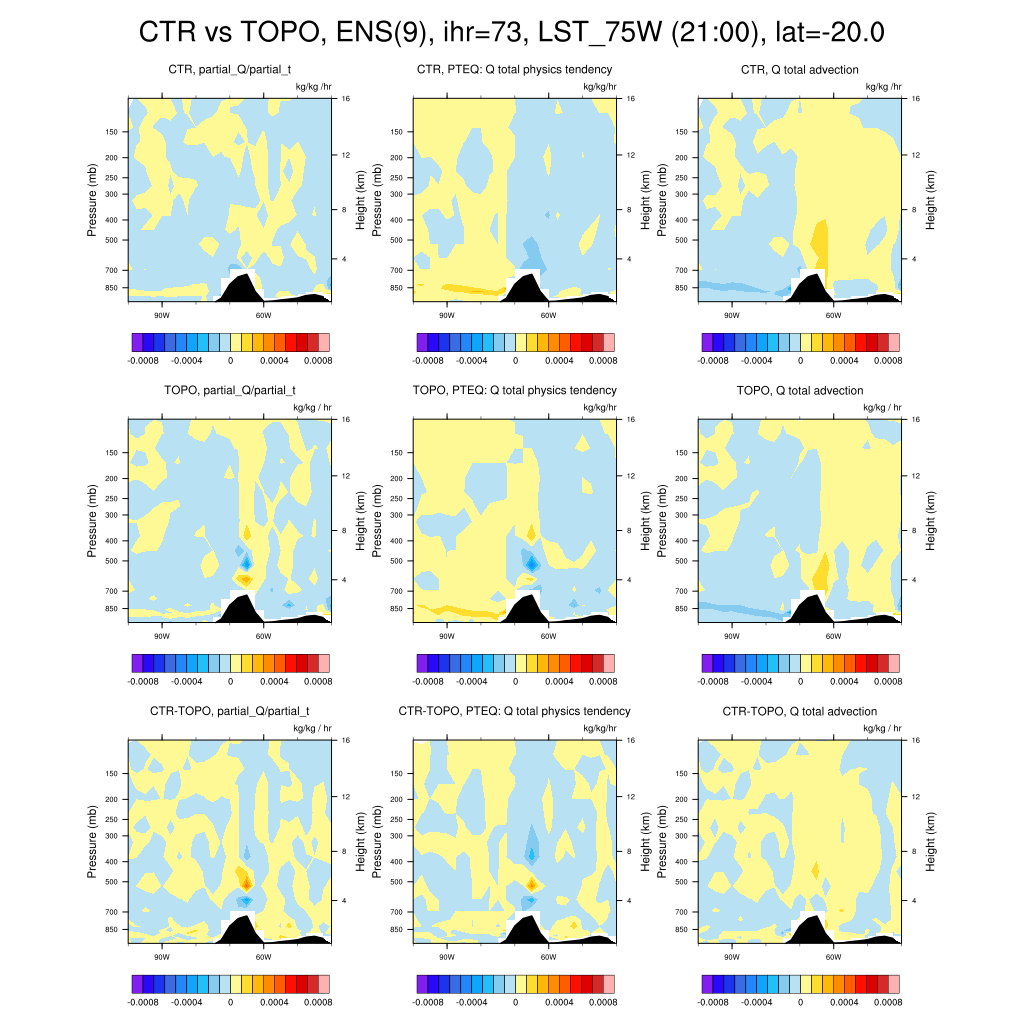 CTR vs TOPO, ENS(9), ihr=73, LST_75W (21:00), lat=-20.0
CTR, partial_Q/partial_t
CTR, PTEQ: Q total physics tendency
CTR, Q total advection
kg/kg /hr
kg/kg/hr
kg/kg /hr
Pressure (mb)
150
200
250
300
400
500
700
850
16
12
8
4
Height (km)
90W
60W
Pressure (mb)
150
200
250
300
400
500
700
850
16
12
8
4
Height (km)
90W
60W
Pressure (mb)
150
200
250
300
400
500
700
850
16
12
8
4
Height (km)
90W
60W
-0.0008 -0.0004 0 0.0004 0.0008
-0.0008 -0.0004 0 0.0004 0.0008
-0.0008 -0.0004 0 0.0004 0.0008
TOPO, partial_Q/partial_t
TOPO, PTEQ: Q total physics tendency
TOPO, Q total advection
kg/kg / hr
kg/kg/hr
kg/kg / hr
Pressure (mb)
150
200
250
300
400
500
700
850
16
12
8
4
Height (km)
90W
60W
Pressure (mb)
150
200
250
300
400
500
700
850
16
12
8
4
Height (km)
90W
60W
Pressure (mb)
150
200
250
300
400
500
700
850
16
12
8
4
Height (km)
90W
60W
-0.0008 -0.0004 0 0.0004 0.0008
-0.0008 -0.0004 0 0.0004 0.0008
-0.0008 -0.0004 0 0.0004 0.0008
CTR-TOPO, partial_Q/partial_t
CTR-TOPO, PTEQ: Q total physics tendency
CTR-TOPO, Q total advection
kg/kg / hr
kg/kg/hr
kg/kg / hr
Pressure (mb)
150
200
250
300
400
500
700
850
16
12
8
4
Height (km)
90W
60W
Pressure (mb)
150
200
250
300
400
500
700
850
16
12
8
4
Height (km)
90W
60W
Pressure (mb)
150
200
250
300
400
500
700
850
16
12
8
4
Height (km)
90W
60W
-0.0008 -0.0004 0 0.0004 0.0008
-0.0008 -0.0004 0 0.0004 0.0008
-0.0008 -0.0004 0 0.0004 0.0008